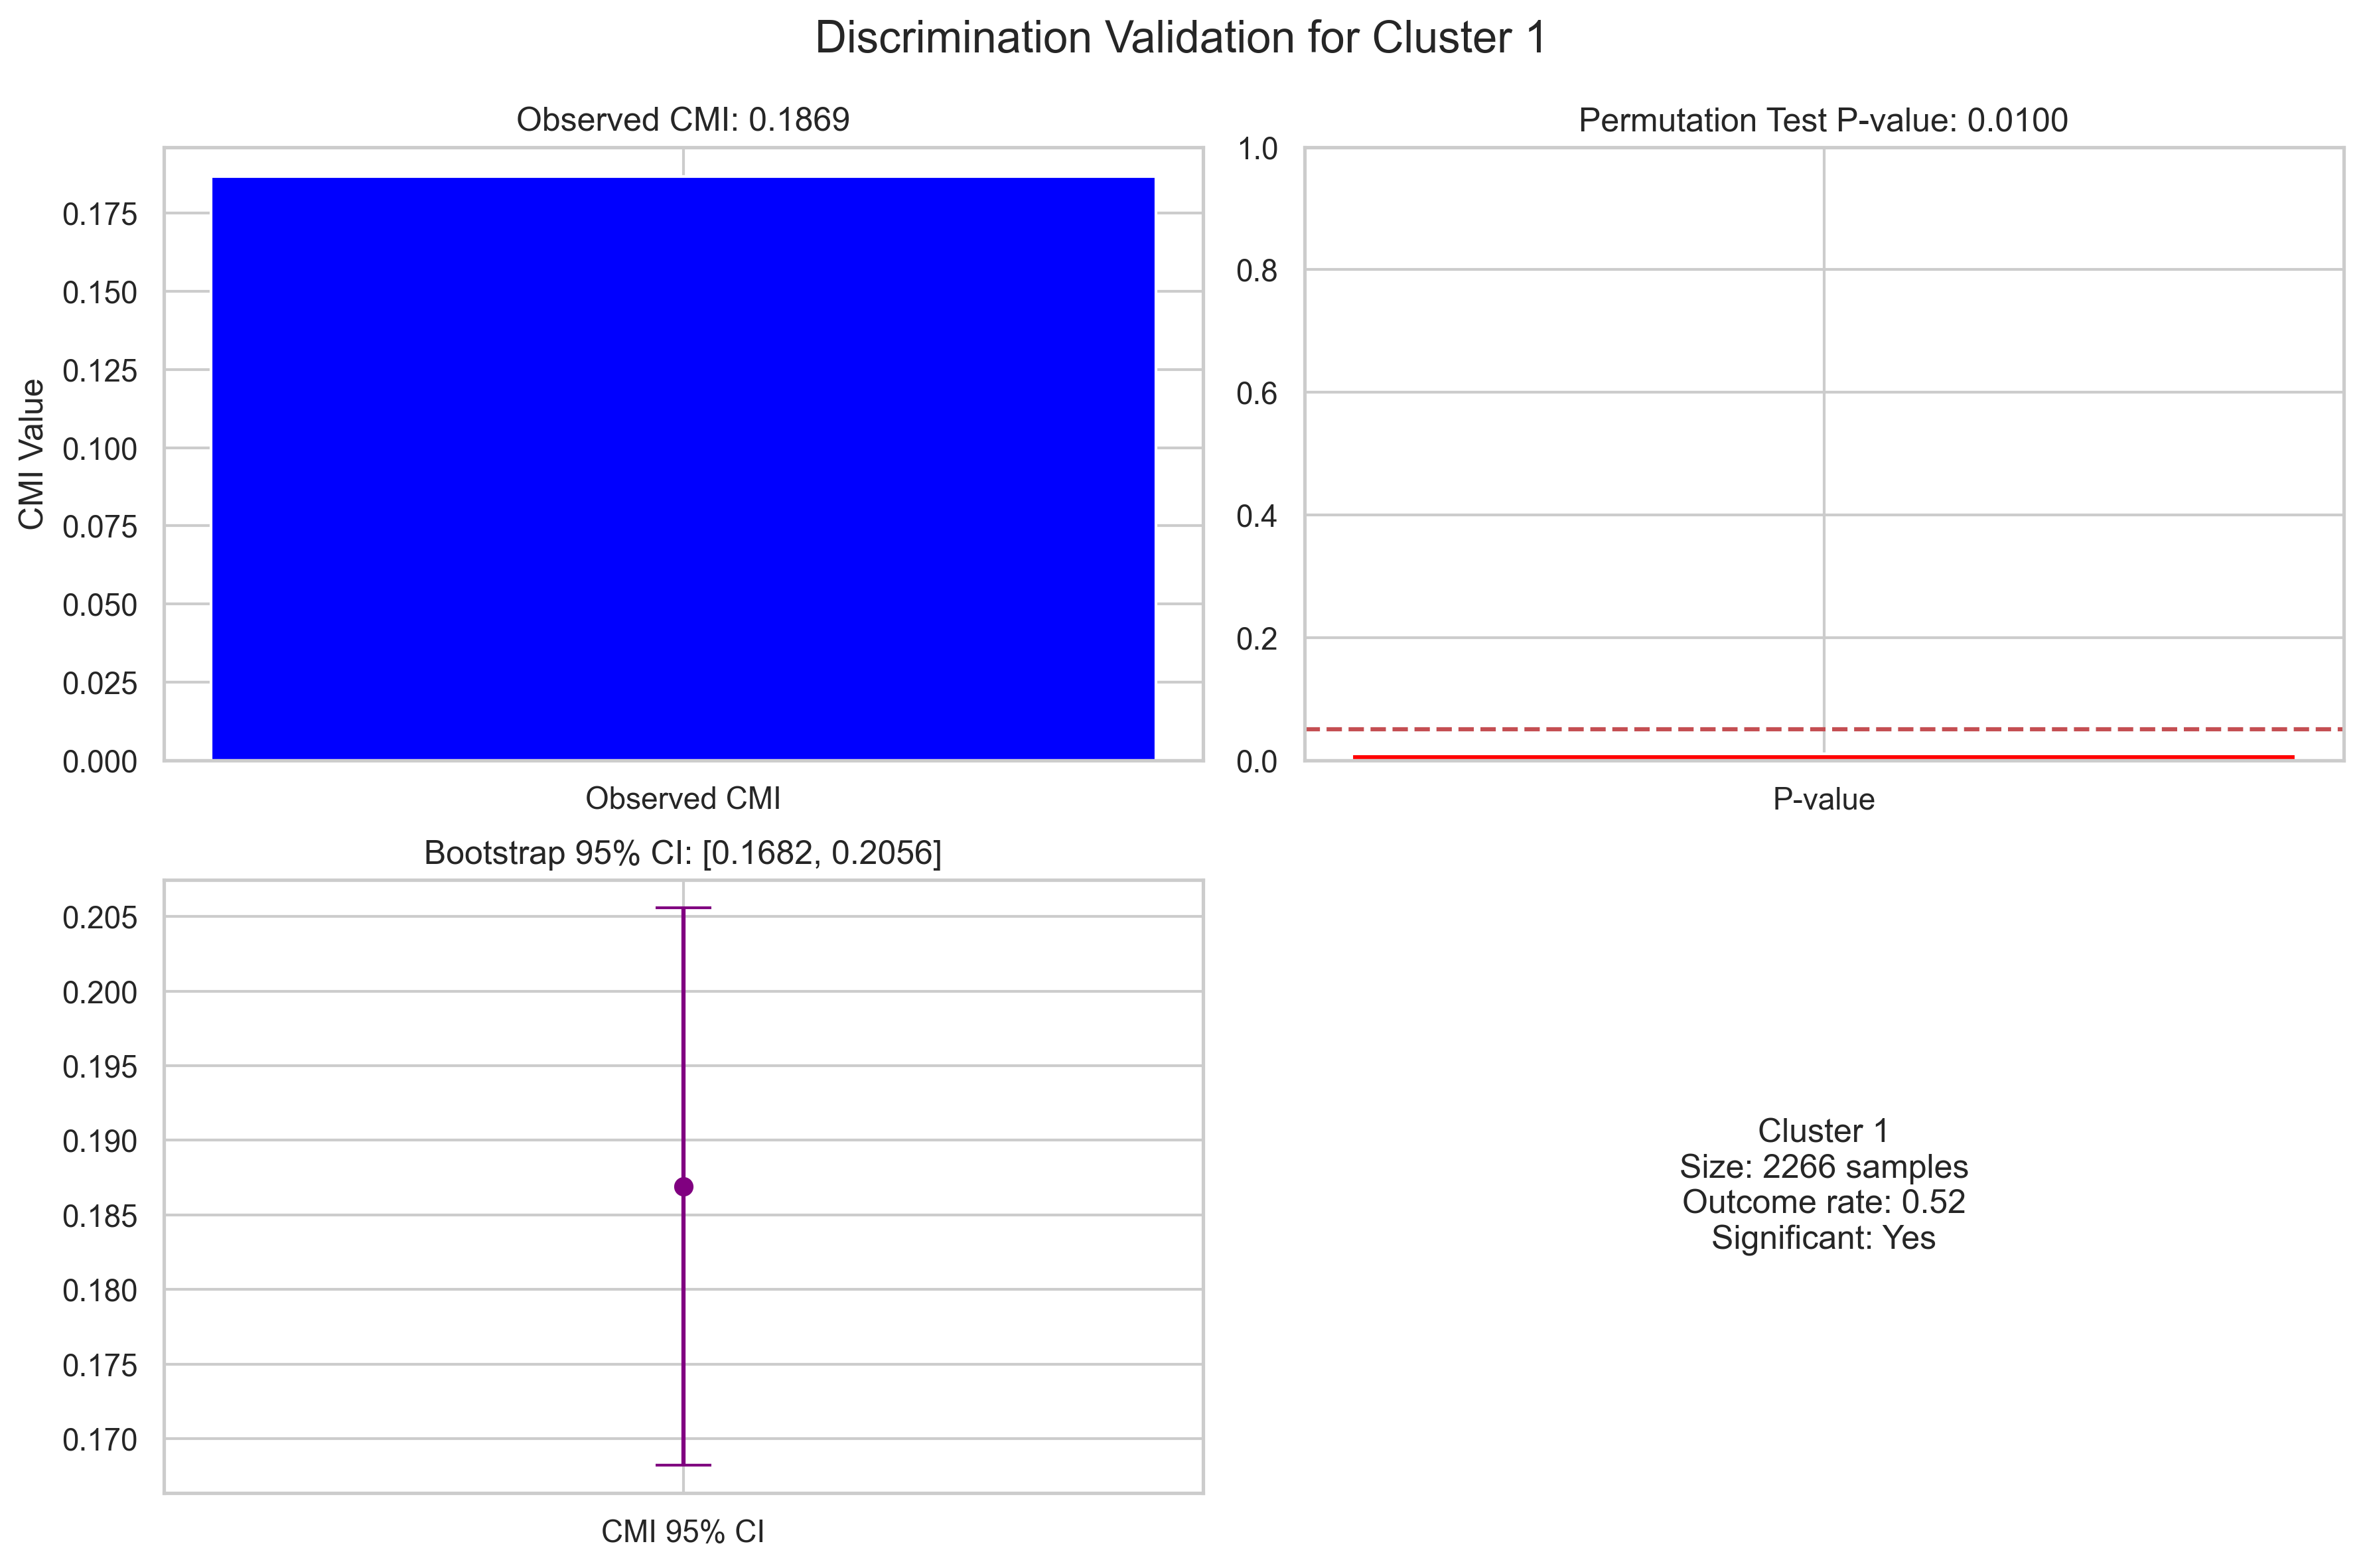 Discrimination Validation for Cluster 1
Observed CMI: 0.1869
CMI Value
0.175
0.150
0.125
0.100
0.075
0.050
0.025
0.000
Observed CMI
Permutation Test P-value: 0.0100
1.0
0.8
0.6
0.4
0.2
0.0
P-value
Bootstrap 95% CI: [0.1682, 0.2056]
0.205
0.200
0.195
0.190
0.185
0.180
0.175
0.170
CMI 95% CI
Cluster 1
Size: 2266 samples
Outcome rate: 0.52
Significant: Yes